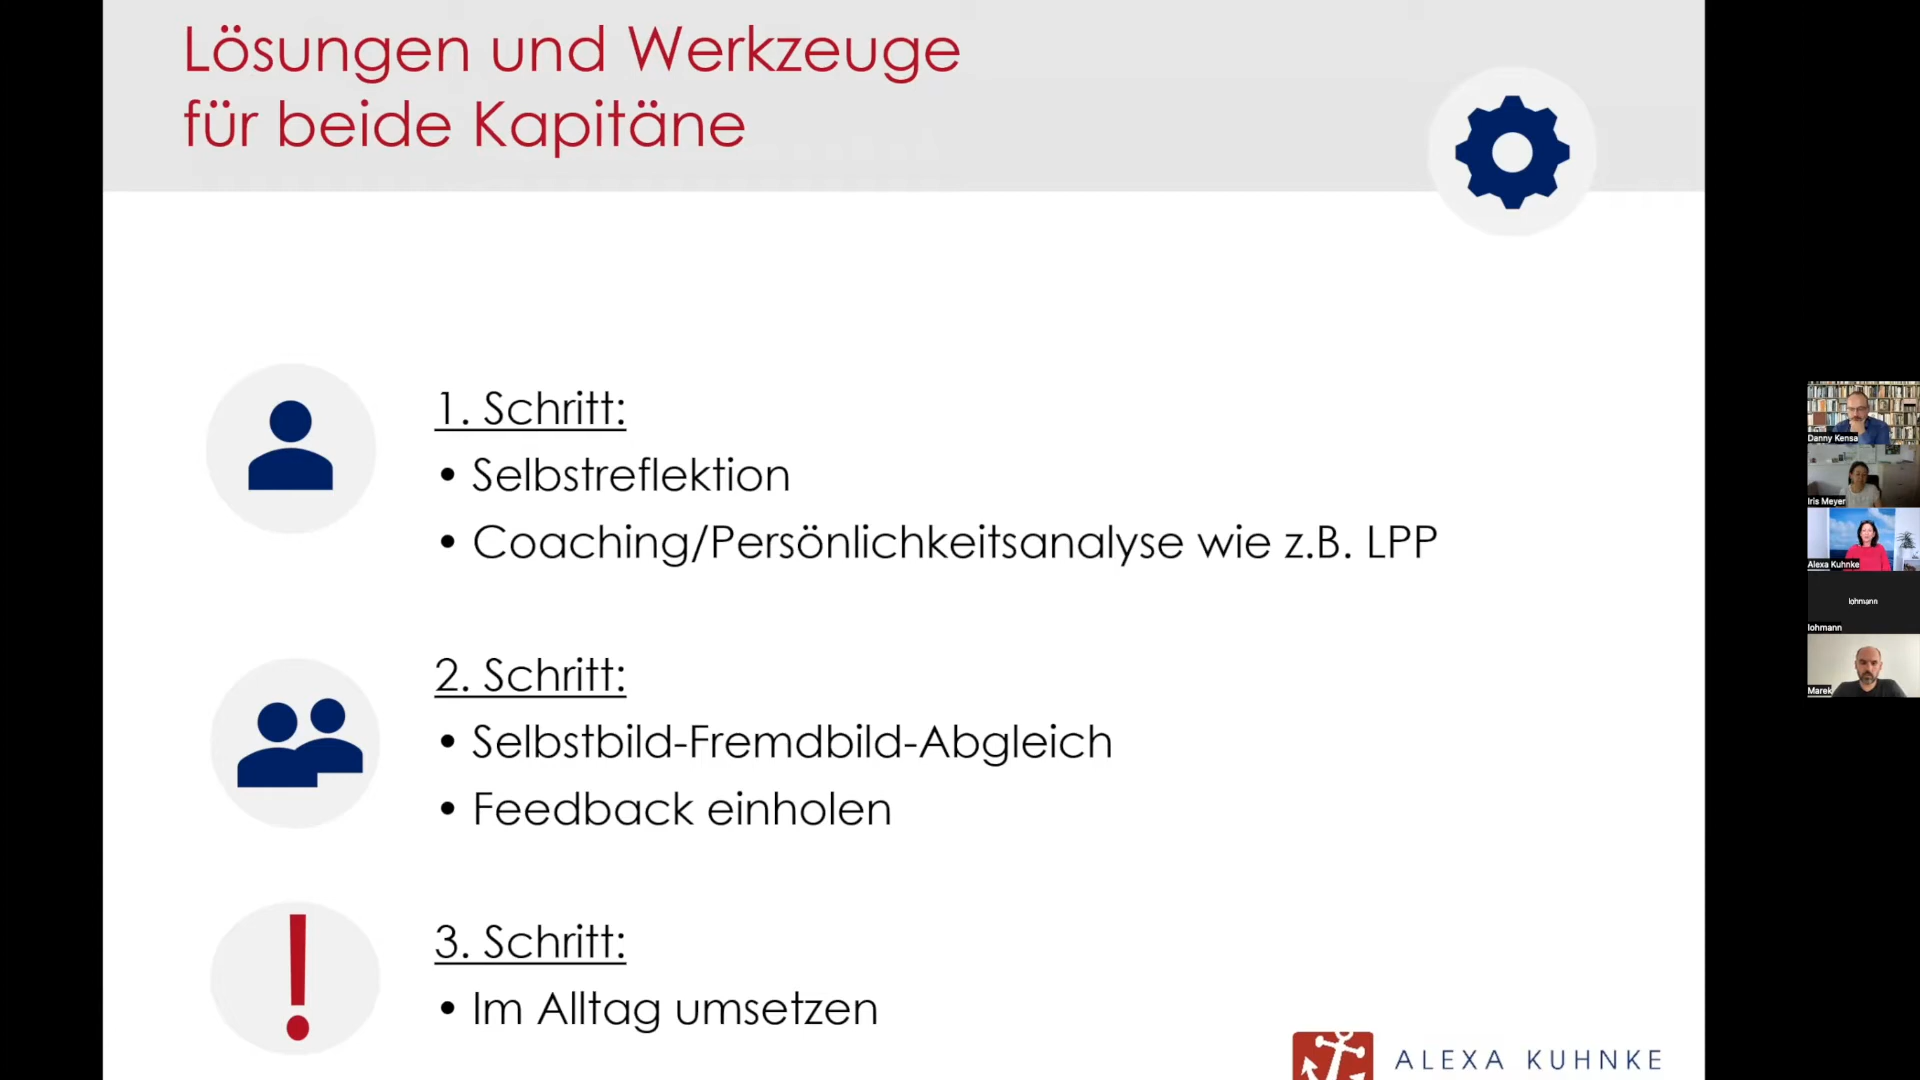 Lösungen und Werkzeuge
für beide Kapitäne
1. Schritt:
• Selbstreflektion
• Coaching/Persönlichkeitsanalyse wie z.B. LPP
2. Schritt:
• Selbstbild-Fremdbild-Abgleich
• Feedback einholen
3. Schritt:
• Im Alltag umsetzen
ALEXA KUHNKE
Danny Kensa
Iris Meyer
Alexa Kuhnke
lohmann
lohmann
Marek